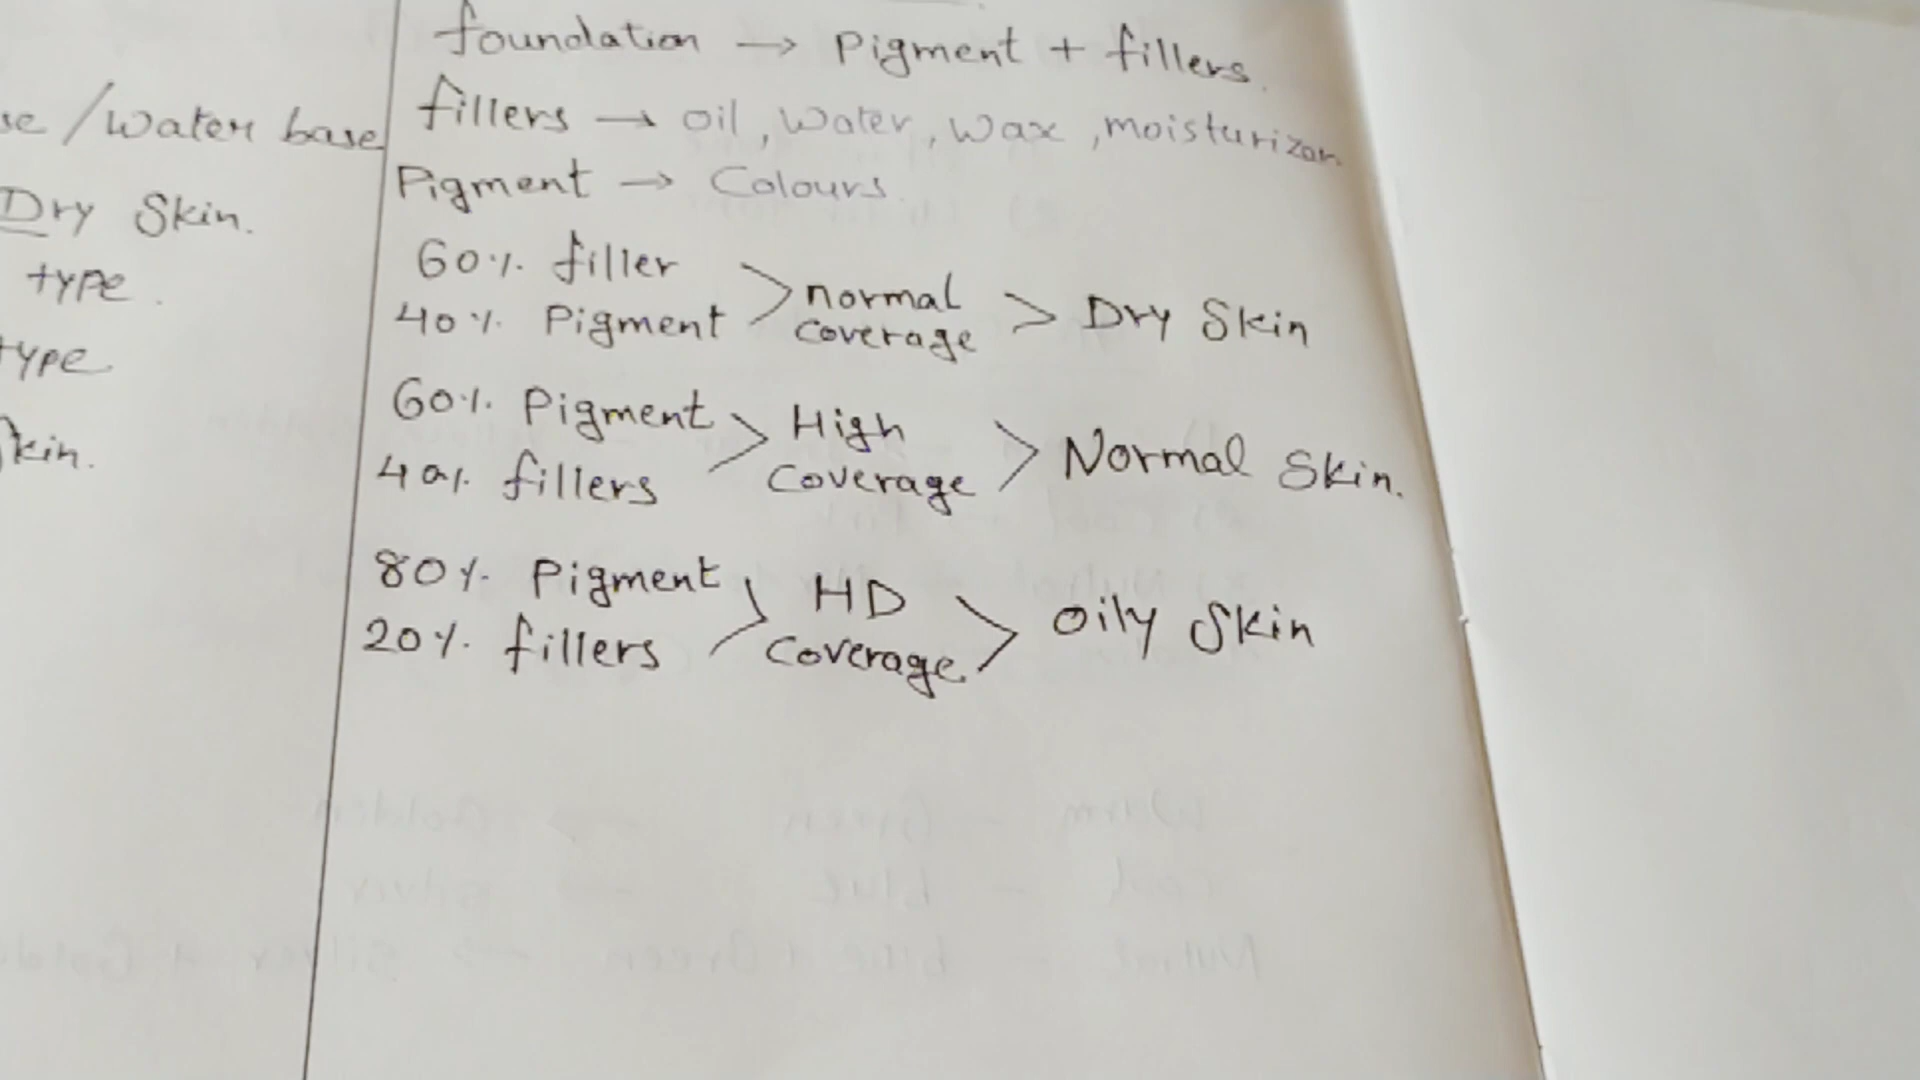 se / water base
Dry Skin.
type.
type
skin.
foundation → Pigment + fillers.
fillers → oil, water, wax, moisturizor.
Pigment → Colours.
60% filler
40% Pigment > normal coverage > Dry Skin
60% Pigment
40% fillers > High Coverage > Normal Skin.
80% Pigment
20% fillers > HD Coverage. > Oily Skin